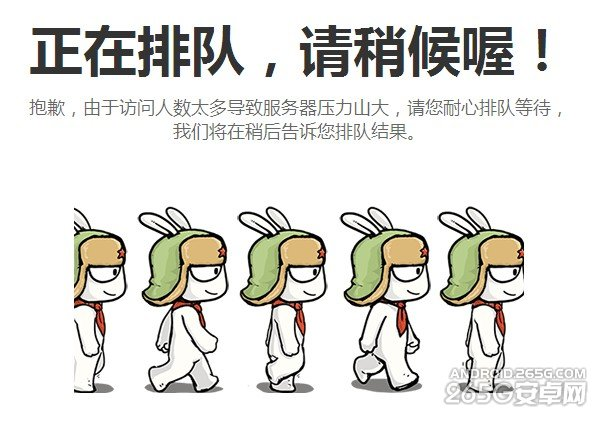 正在排队，请稍候喔！
抱歉，由于访问人数太多导致服务器压力山大，请您耐心排队等待，
我们将在稍后告诉您排队结果。
ANDROID.265G.COM
265G安卓网